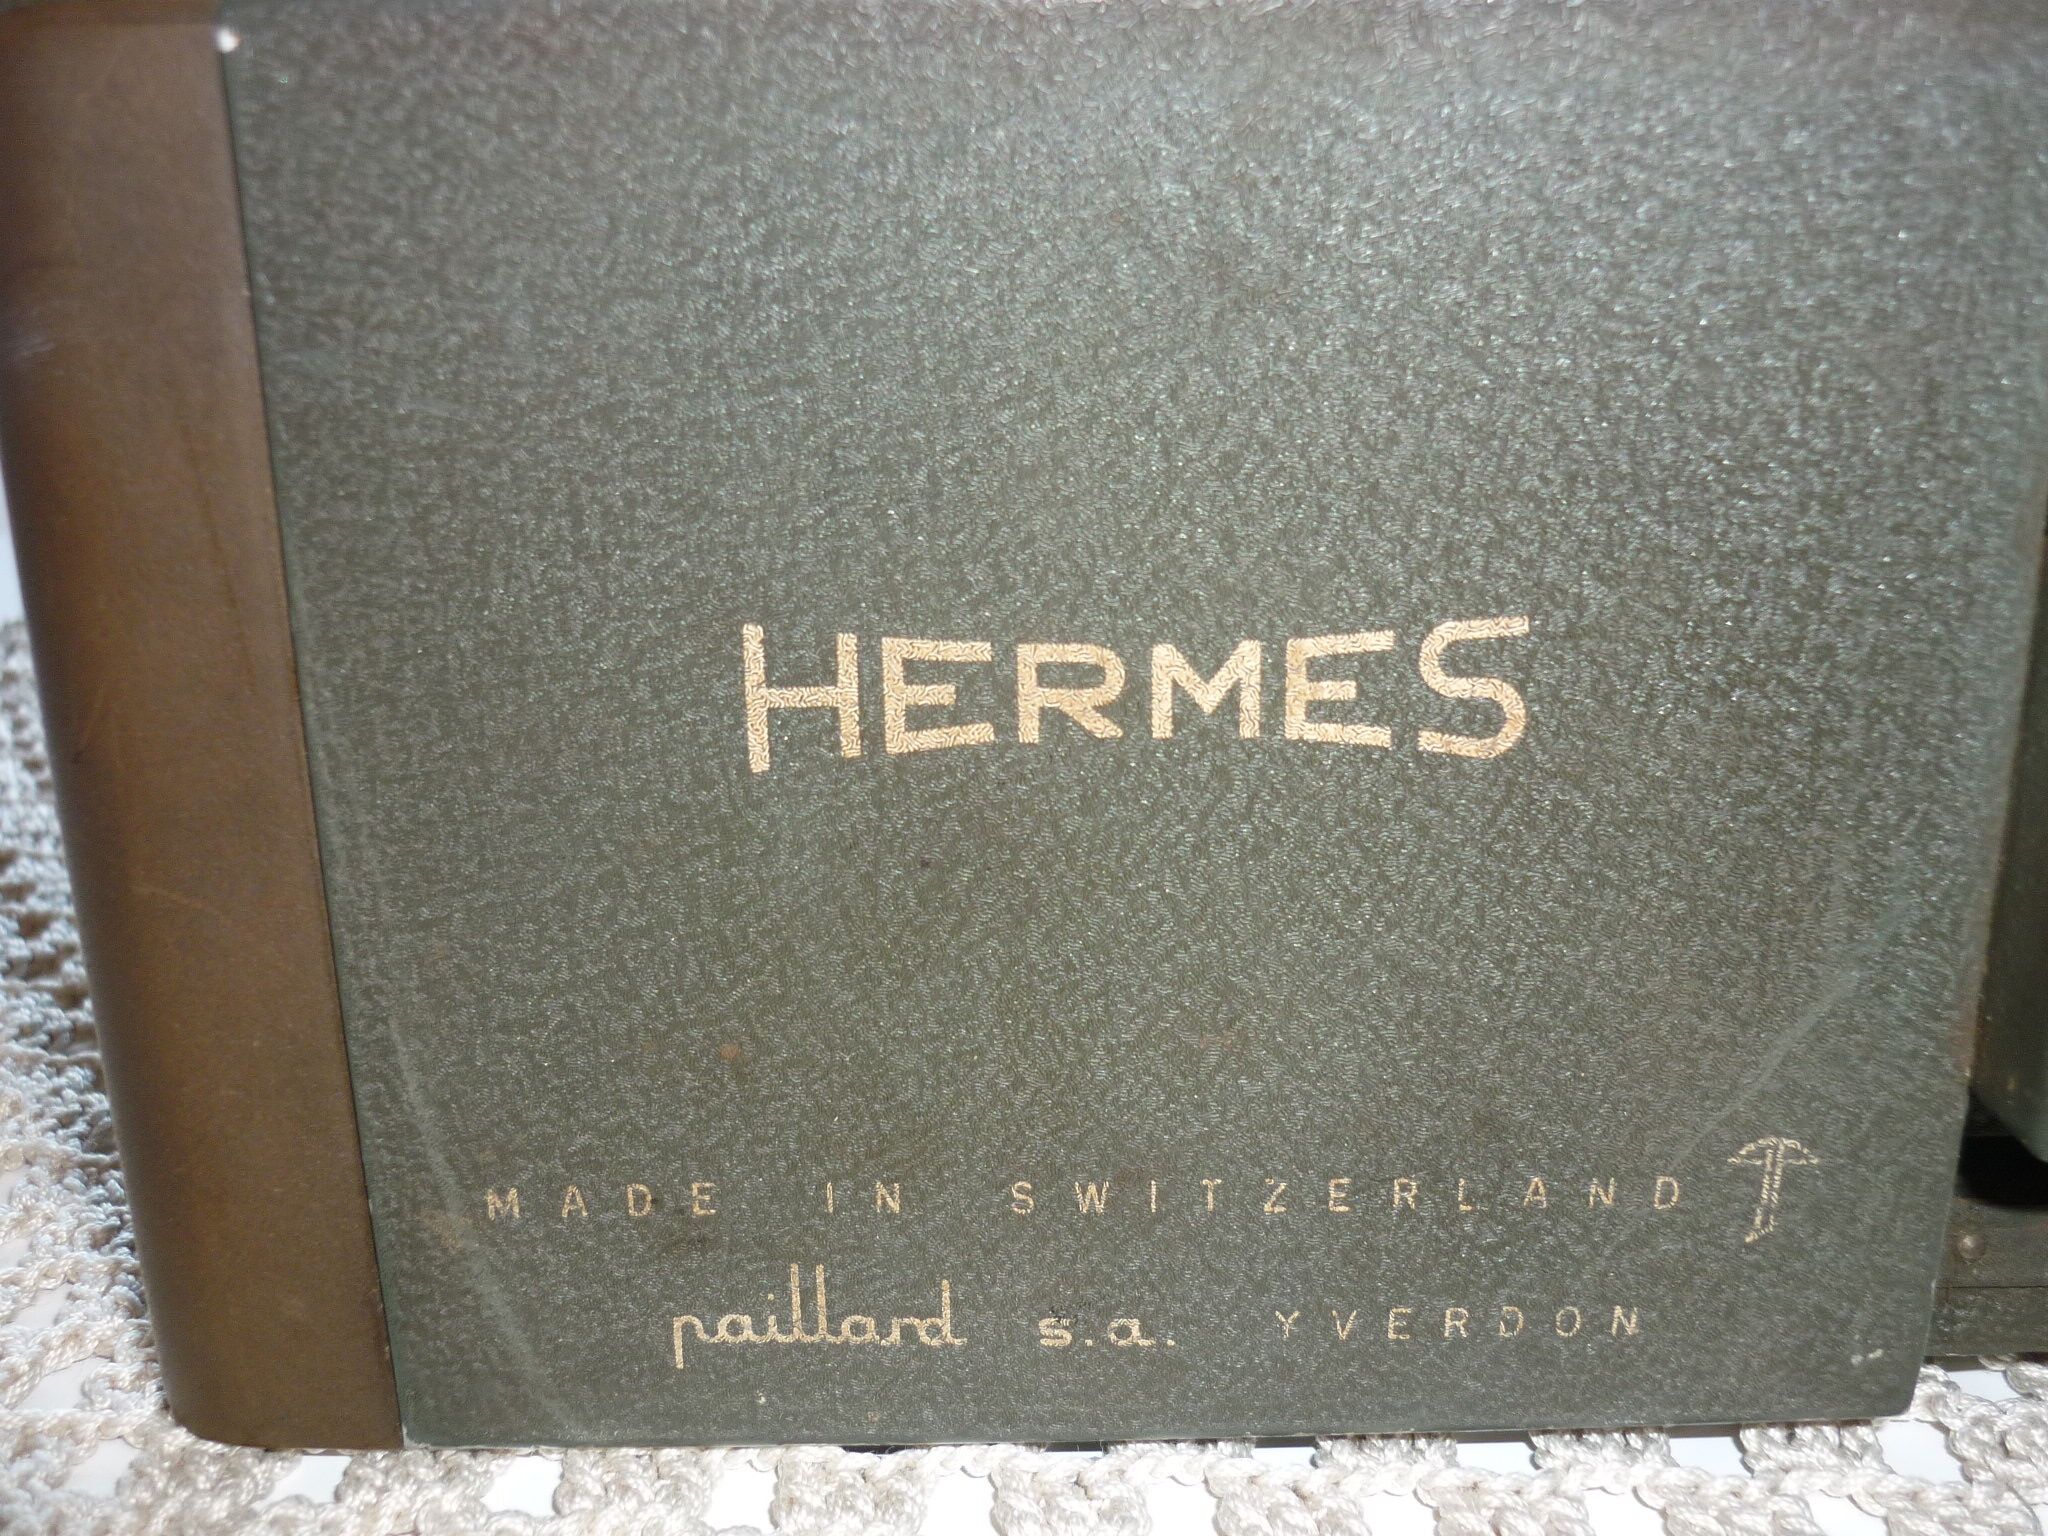 HERMES
MADE IN SWITZERLAND
paillard s.a. YVERDON